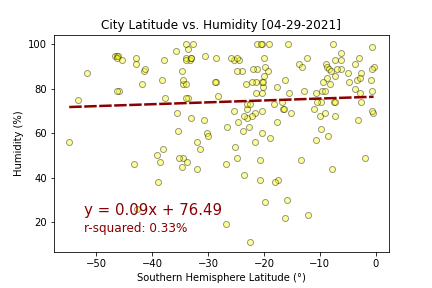 City Latitude vs. Humidity [04-29-2021]
100
80
60
40
20
Humidity (%)
y = 0.09x + 76.49
r-squared: 0.33%
−50 −40 −30 −20 −10 0
Southern Hemisphere Latitude (°)